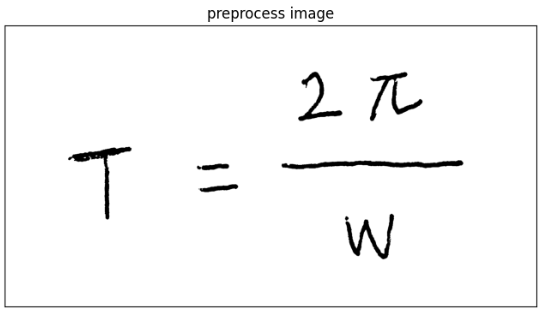 preprocess image
T = 2π / W